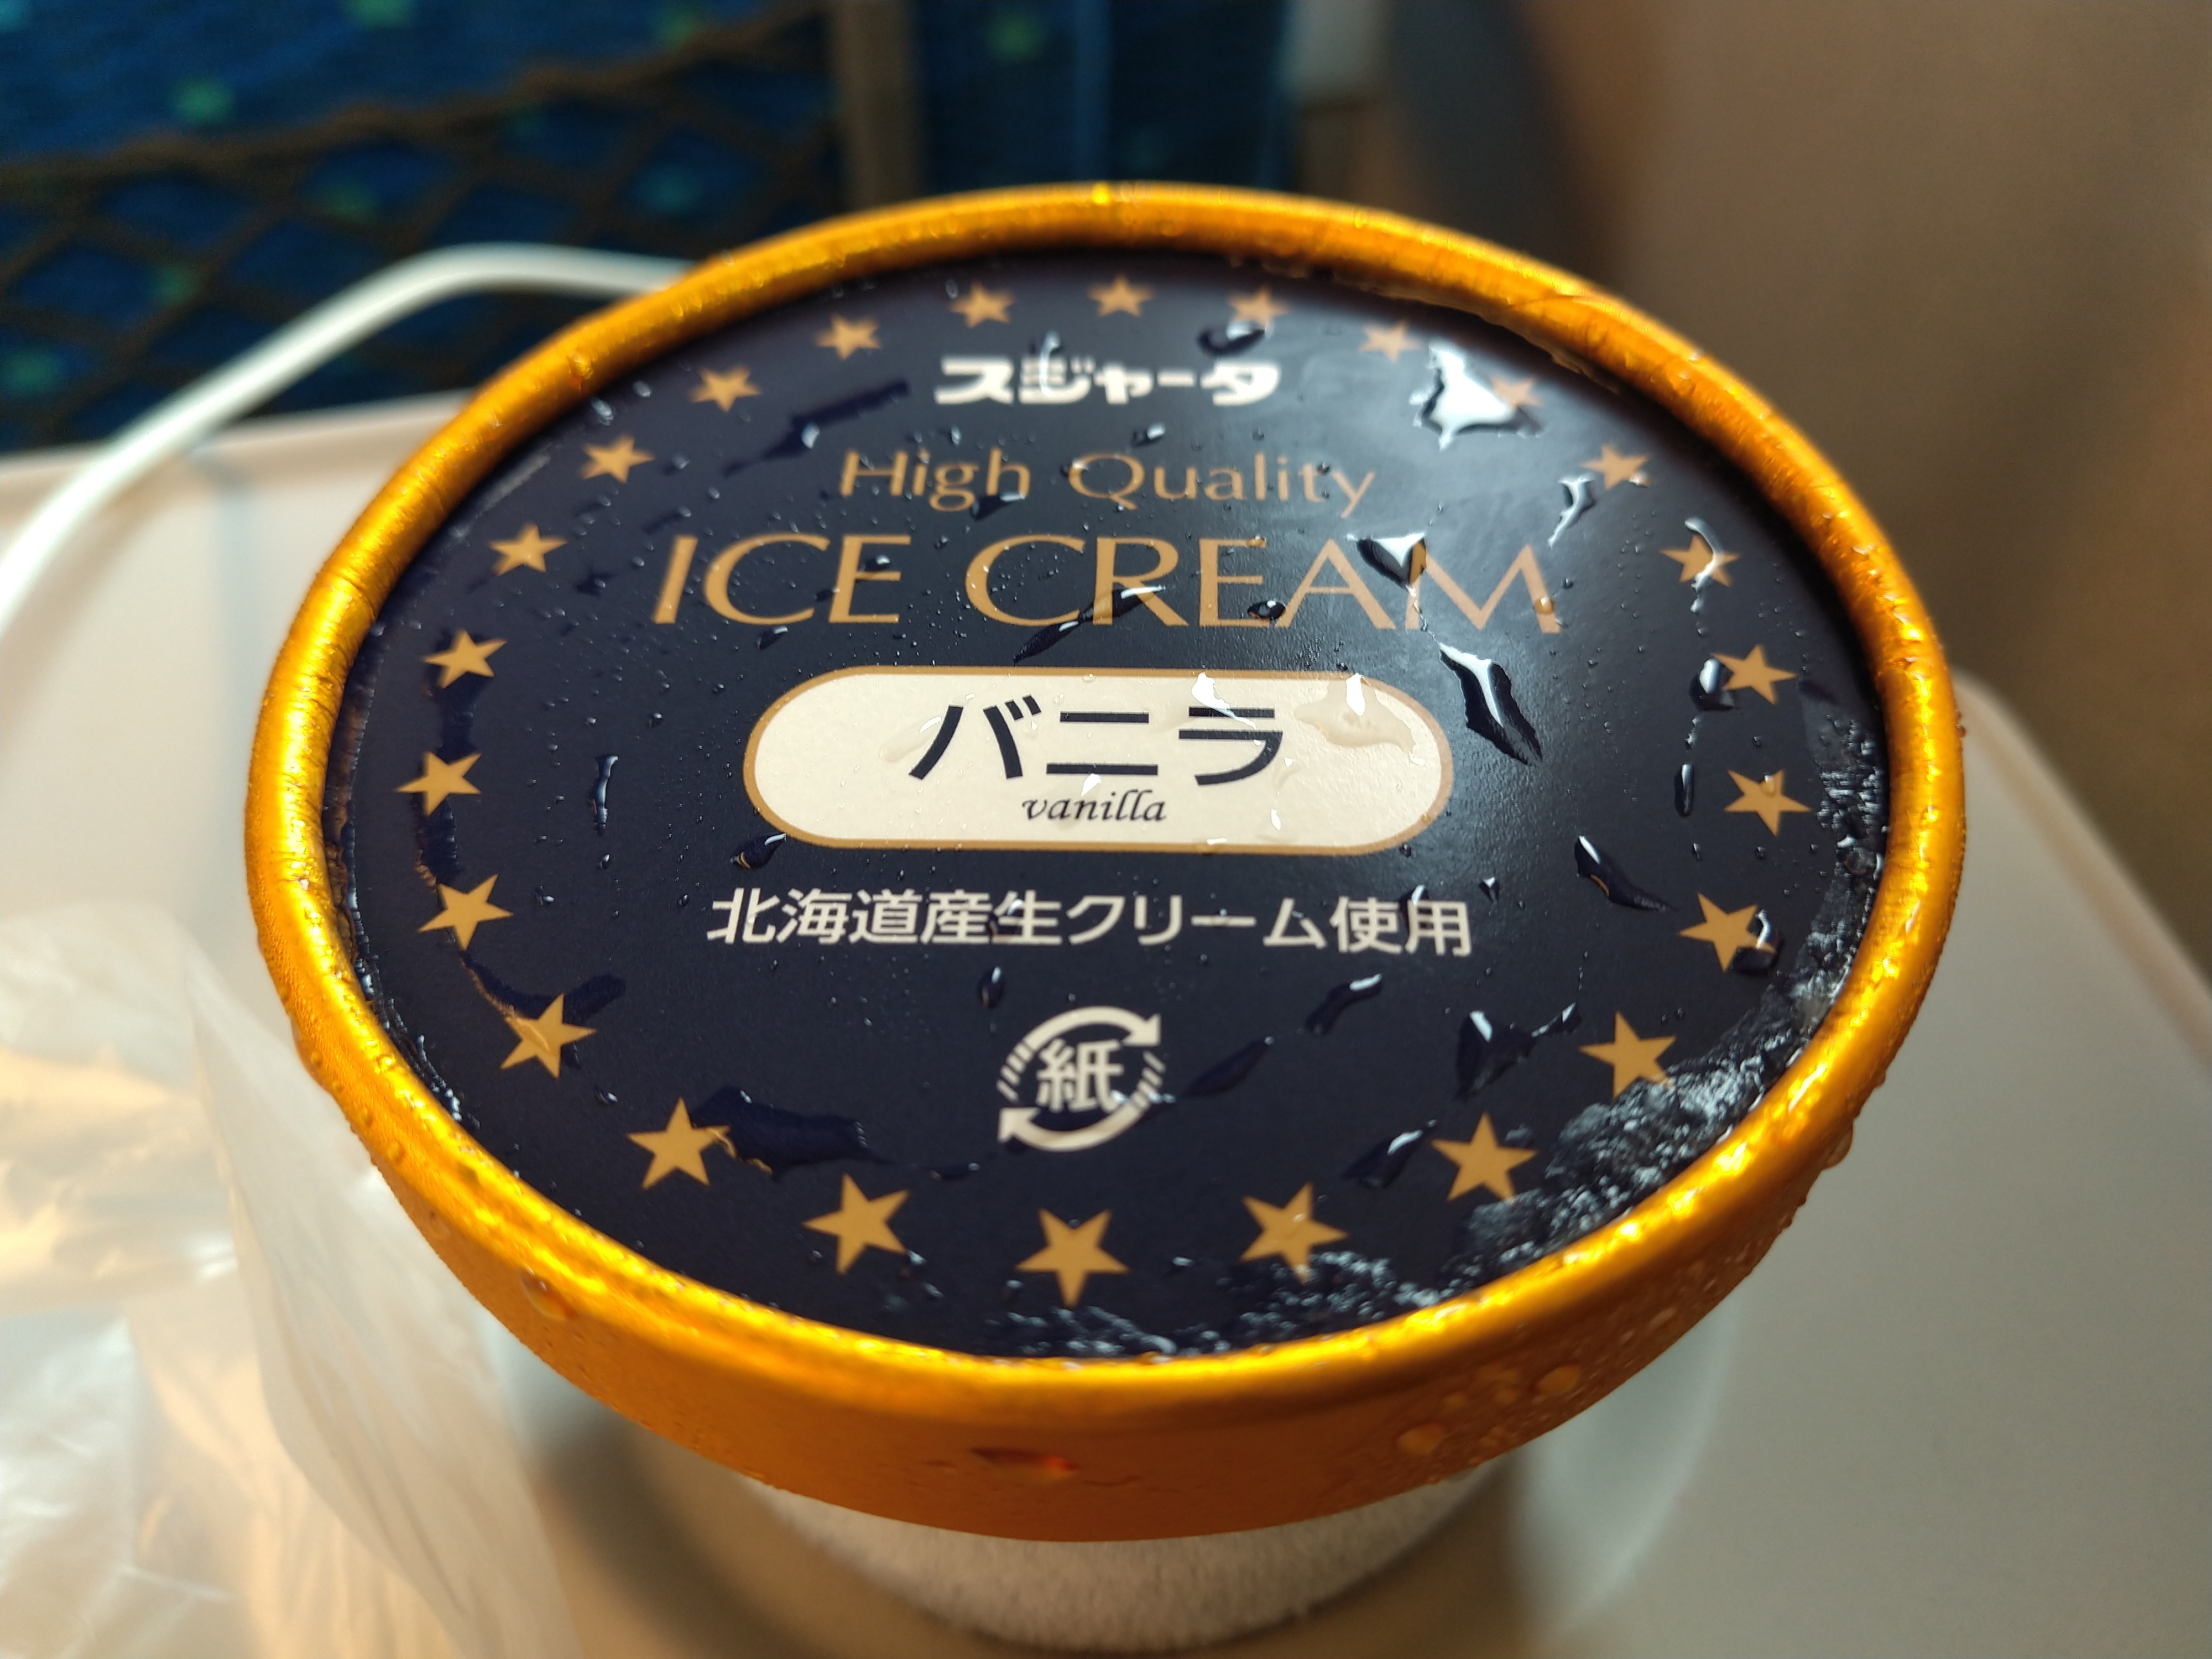 スジャータ
High Quality
ICE CREAM
バニラ
vanilla
北海道産生クリーム使用
紙